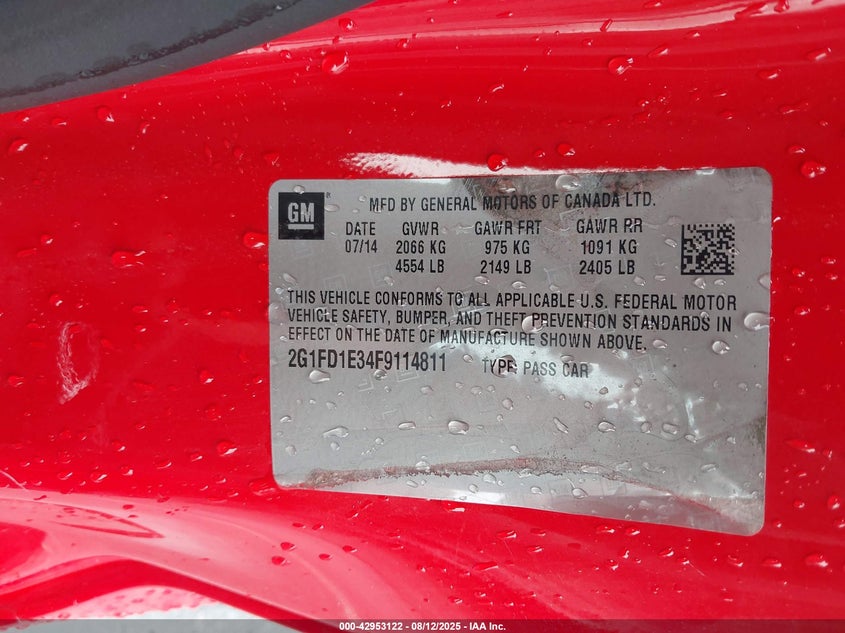 GM ®
MFD BY GENERAL MOTORS OF CANADA LTD.
DATE GVWR GAWR FRT GAWR RR
07/14 2066 KG 975 KG 1091 KG
4554 LB 2149 LB 2405 LB
THIS VEHICLE CONFORMS TO ALL APPLICABLE U.S. FEDERAL MOTOR
VEHICLE SAFETY, BUMPER, AND THEFT PREVENTION STANDARDS IN
EFFECT ON THE DATE OF MANUFACTURE SHOWN ABOVE.
2G1FD1E34F9114811 TYPE: PASS CAR
000-42953122 - 08/12/2025 - IAA Inc.